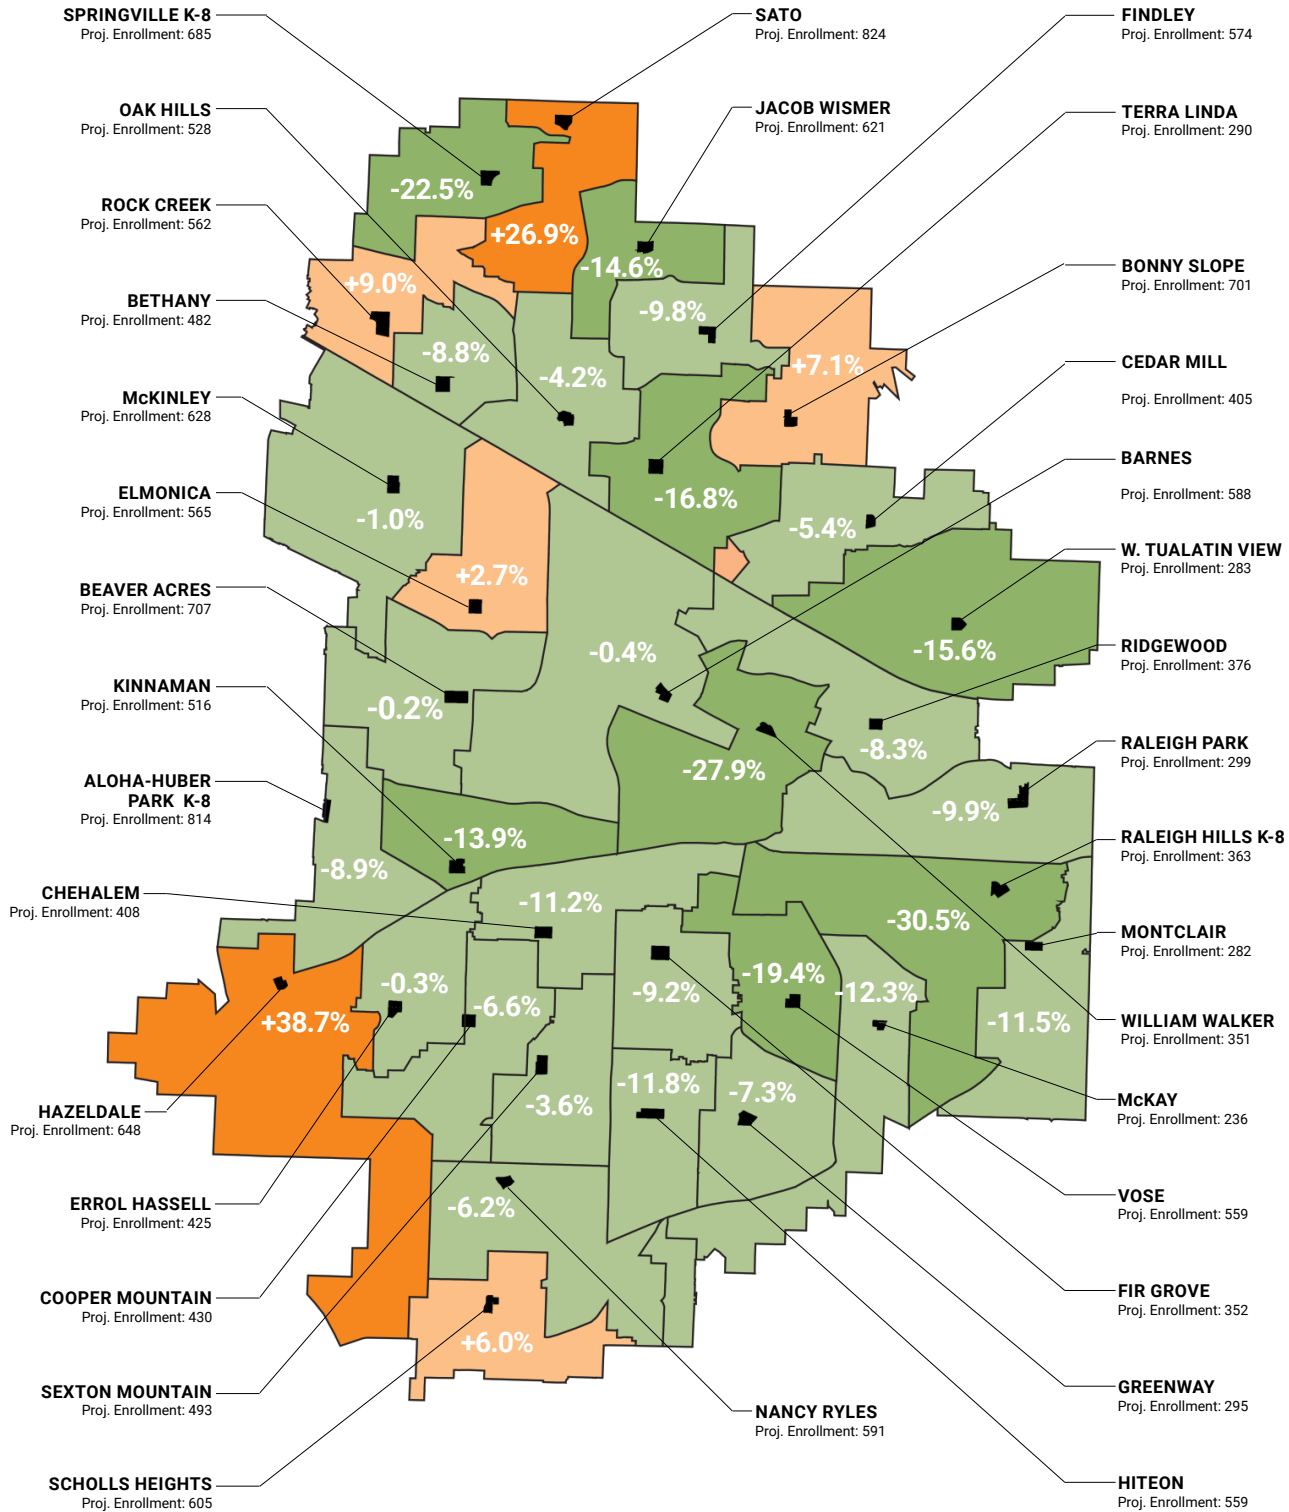 SPRINGVILLE K-8
Proj. Enrollment: 685
SATO
Proj. Enrollment: 824
FINDLEY
Proj. Enrollment: 574
OAK HILLS
Proj. Enrollment: 528
JACOB WISMER
Proj. Enrollment: 621
TERRA LINDA
Proj. Enrollment: 290
ROCK CREEK
Proj. Enrollment: 562
BONNY SLOPE
Proj. Enrollment: 701
BETHANY
Proj. Enrollment: 482
CEDAR MILL
Proj. Enrollment: 405
McKINLEY
Proj. Enrollment: 628
BARNES
Proj. Enrollment: 588
ELMONICA
Proj. Enrollment: 565
W. TUALATIN VIEW
Proj. Enrollment: 283
BEAVER ACRES
Proj. Enrollment: 707
RIDGEWOOD
Proj. Enrollment: 376
KINNAMAN
Proj. Enrollment: 516
RALEIGH PARK
Proj. Enrollment: 299
ALOHA-HUBER
PARK K-8
Proj. Enrollment: 814
RALEIGH HILLS K-8
Proj. Enrollment: 363
CHEHALEM
Proj. Enrollment: 408
MONTCLAIR
Proj. Enrollment: 282
WILLIAM WALKER
Proj. Enrollment: 351
HAZELDALE
Proj. Enrollment: 648
McKAY
Proj. Enrollment: 236
ERROL HASSELL
Proj. Enrollment: 425
VOSE
Proj. Enrollment: 559
COOPER MOUNTAIN
Proj. Enrollment: 430
FIR GROVE
Proj. Enrollment: 352
SEXTON MOUNTAIN
Proj. Enrollment: 493
GREENWAY
Proj. Enrollment: 295
NANCY RYLES
Proj. Enrollment: 591
SCHOLLS HEIGHTS
Proj. Enrollment: 605
HITEON
Proj. Enrollment: 559
-22.5%
+26.9%
-14.6%
+9.0%
-9.8%
-8.8%
-4.2%
+7.1%
-16.8%
-1.0%
-5.4%
+2.7%
-0.4%
-15.6%
-0.2%
-8.3%
-27.9%
-9.9%
-13.9%
-8.9%
-11.2%
-30.5%
-0.3%
-6.6%
-9.2%
-19.4%
-12.3%
+38.7%
-11.5%
-3.6%
-11.8%
-7.3%
-6.2%
+6.0%